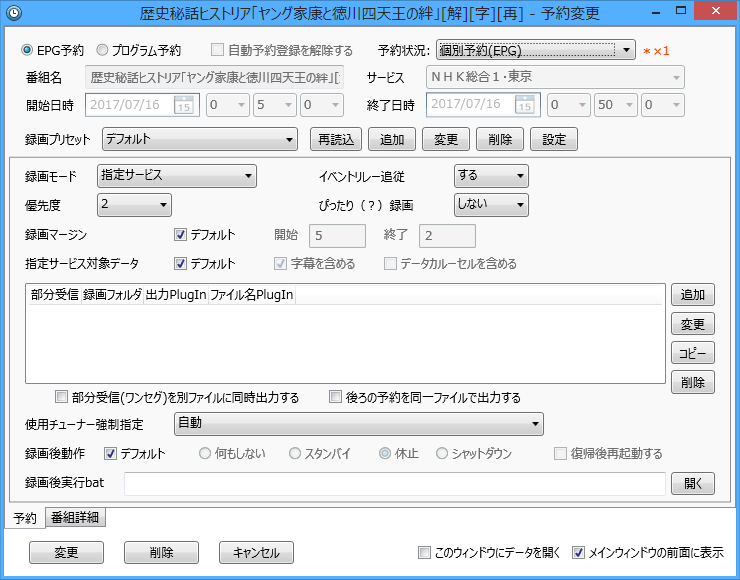 歴史秘話ヒストリア「ヤング家康と徳川四天王の絆」[解][字][再] - 予約変更
EPG予約 プログラム予約 自動予約登録を解除する 予約状況: 個別予約(EPG) *×1
番組名 歴史秘話ヒストリア「ヤング家康と徳川四天王の絆」[ サービス ＮＨＫ総合１･東京
開始日時 2017/07/16 15 0 5 0 終了日時 2017/07/16 15 0 50 0
録画プリセット デフォルト 再読込 追加 変更 削除 設定
録画モード 指定サービス イベントリレー追従 する
優先度 2 ぴったり（？）録画 しない
録画マージン デフォルト 開始 5 終了 2
指定サービス対象データ デフォルト 字幕を含める データカルーセルを含める
部分受信 録画フォルダ 出力PlugIn ファイル名PlugIn 追加
変更
コピー
削除
部分受信(ワンセグ)を別ファイルに同時出力する 後ろの予約を同一ファイルで出力する
使用チューナー強制指定 自動
録画後動作 デフォルト 何もしない スタンバイ 休止 シャットダウン 復帰後再起動する
録画後実行bat 開く
予約 番組詳細
変更 削除 キャンセル このウィンドウにデータを開く メインウィンドウの前面に表示